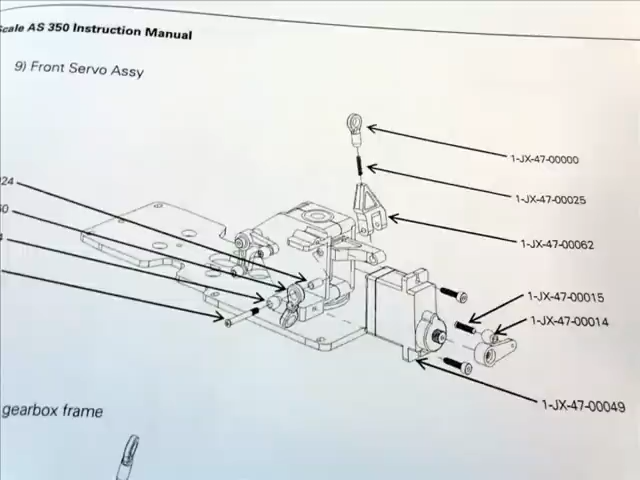 Scale AS 350 Instruction Manual
9) Front Servo Assy
1-JX-47-00000
24
1-JX-47-00025
1-JX-47-00062
1-JX-47-00015
1-JX-47-00014
1-JX-47-00049
gearbox frame